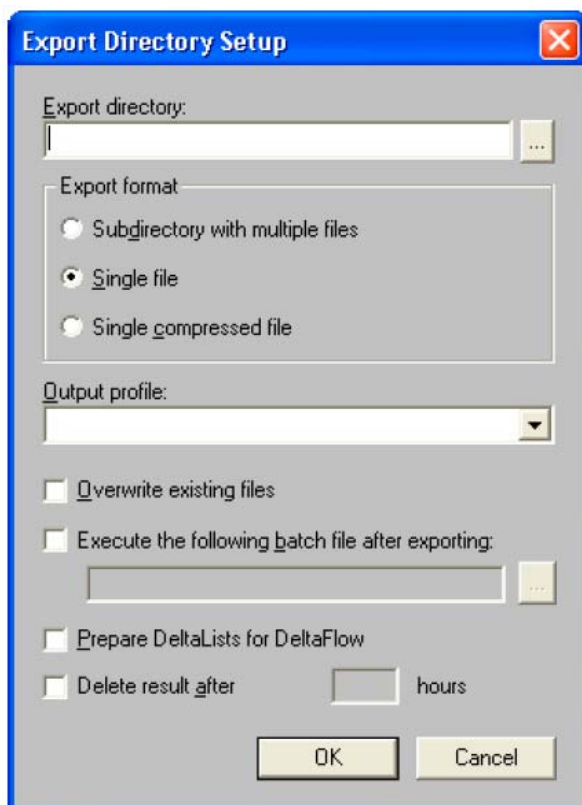 Export Directory Setup
Export directory:
...
Export format
Subdirectory with multiple files
Single file
Single compressed file
Output profile:
Overwrite existing files
Execute the following batch file after exporting:
...
Prepare DeltaLists for DeltaFlow
Delete result after hours
OK Cancel